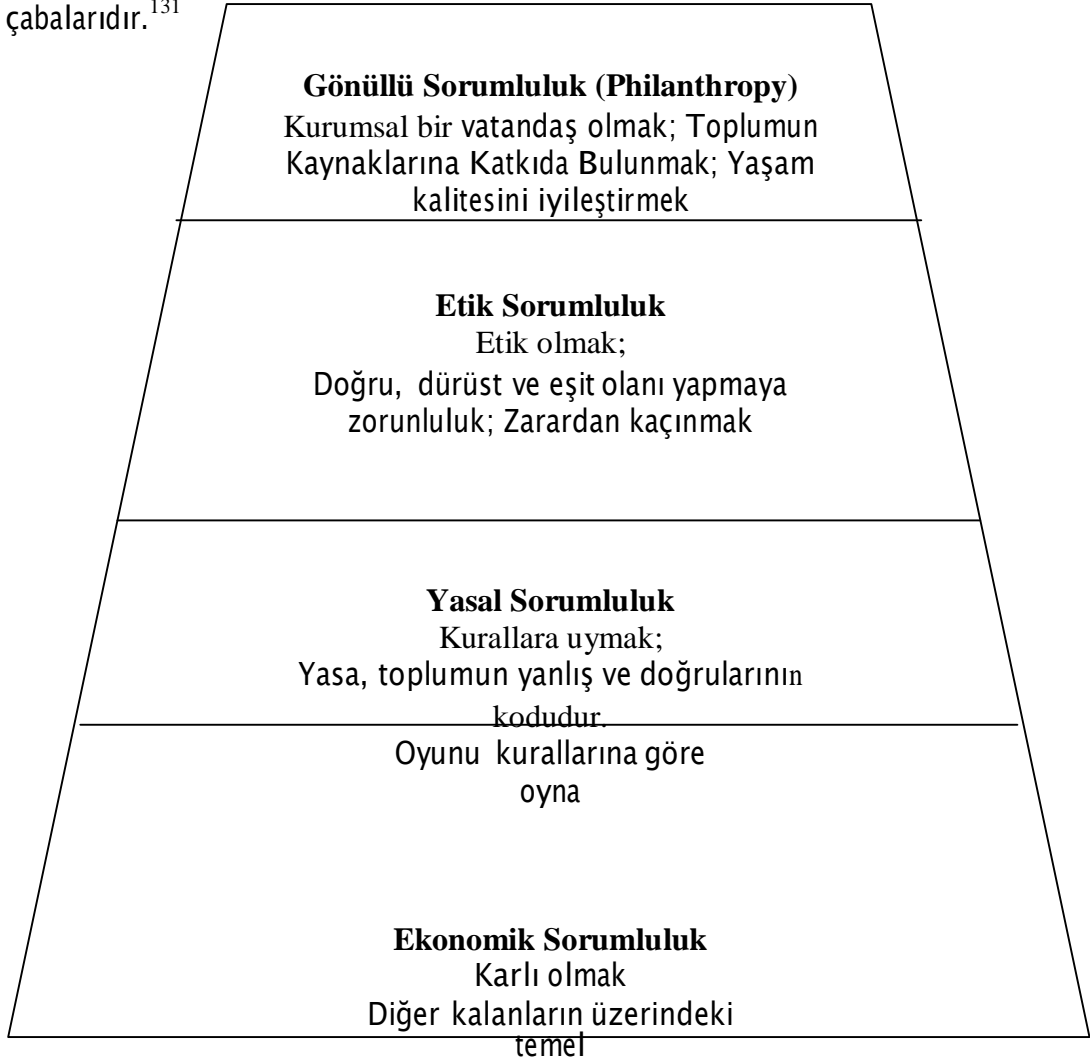 çabalarıdır.131
Gönüllü Sorumluluk (Philanthropy)
Kurumsal bir vatandaş olmak; Toplumun
Kaynaklarına Katkıda Bulunmak; Yaşam
kalitesini iyileştirmek
Etik Sorumluluk
Etik olmak;
Doğru, dürüst ve eşit olanı yapmaya
zorunluluk; Zarardan kaçınmak
Yasal Sorumluluk
Kurallara uymak;
Yasa, toplumun yanlış ve doğrularının
kodudur.
Oyunu kurallarına göre
oyna
Ekonomik Sorumluluk
Karlı olmak
Diğer kalanların üzerindeki
temel